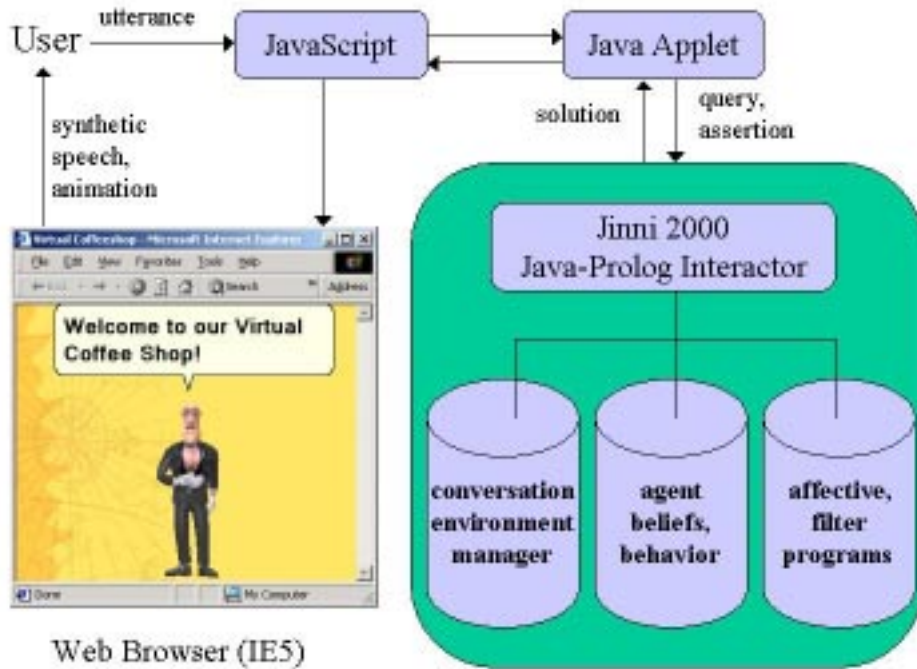 utterance
User
JavaScript
Java Applet
synthetic
speech,
animation
solution
query,
assertion
Virtual Coffeeshop - Microsoft Internet Explorer
File Edit View Favorites Tools Help
Search
Address
Welcome to our Virtual
Coffee Shop!
Done
My Computer
Web Browser (IE5)
Jinni 2000
Java-Prolog Interactor
conversation
environment
manager
agent
beliefs,
behavior
affective,
filter
programs